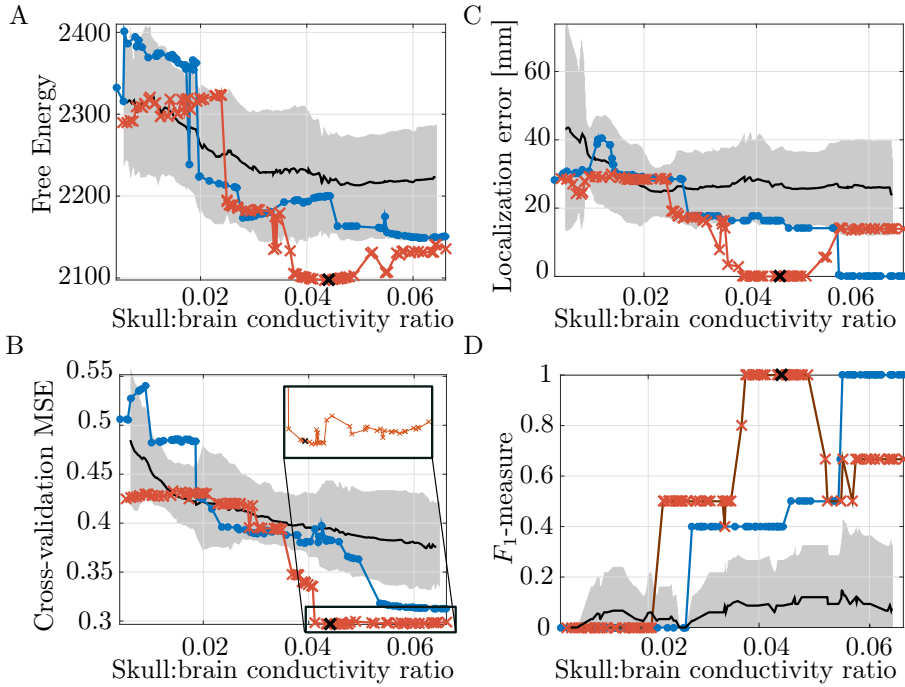 A
Free Energy
2400
2300
2200
2100
0.02
0.04
0.06
Skull:brain conductivity ratio
C
Localization error [mm]
60
40
20
0
0.02
0.04
0.06
Skull:brain conductivity ratio
B
Cross-validation MSE
0.55
0.5
0.45
0.4
0.35
0.3
0.02
0.04
0.06
Skull:brain conductivity ratio
D
F1-measure
1
0.8
0.6
0.4
0.2
0
0.02
0.04
0.06
Skull:brain conductivity ratio